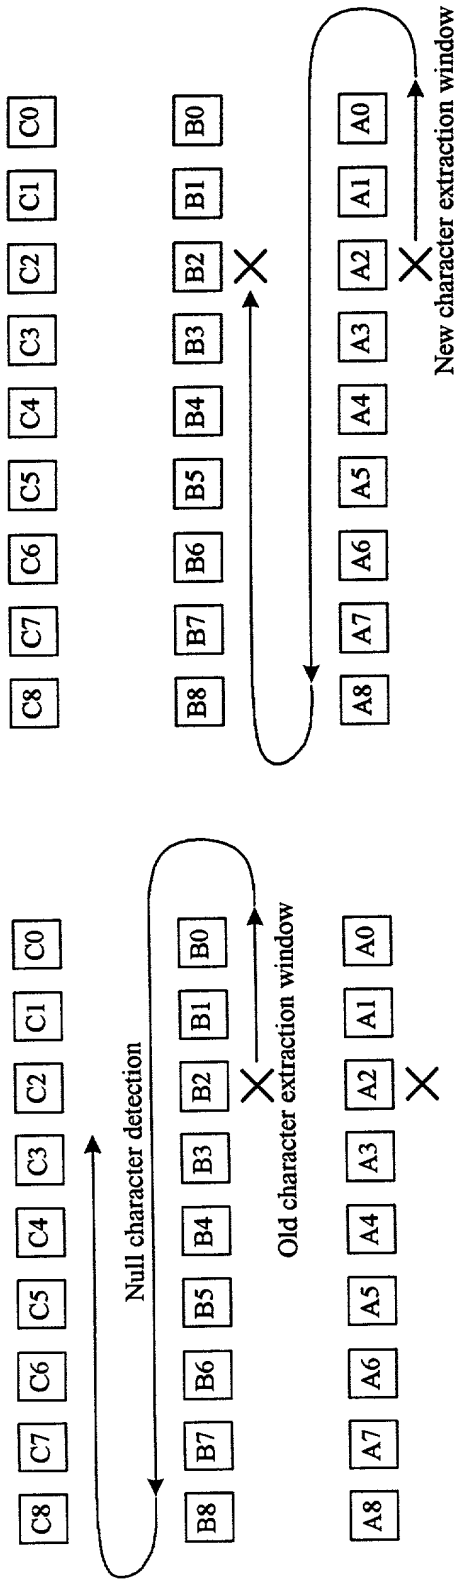 C8 C7 C6 C5 C4 C3 C2 C1 C0
Null character detection
B8 B7 B6 B5 B4 B3 B2 B1 B0
Old character extraction window
A8 A7 A6 A5 A4 A3 A2 A1 A0
C8 C7 C6 C5 C4 C3 C2 C1 C0
B8 B7 B6 B5 B4 B3 B2 B1 B0
A8 A7 A6 A5 A4 A3 A2 A1 A0
New character extraction window